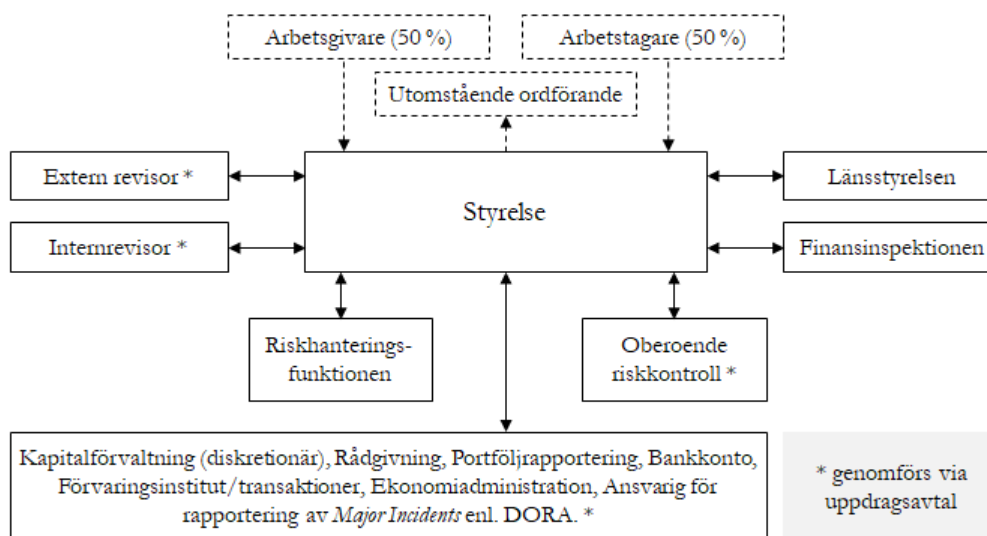 Arbetsgivare (50 %)
Arbetstagare (50 %)
Utomstående ordförande
Extern revisor *
Styrelse
Länsstyrelsen
Internrevisor *
Finansinspektionen
Riskhanterings-
funktionen
Oberoende
riskkontroll *
Kapitalförvaltning (diskretionär), Rådgivning, Portföljrapportering, Bankkonto,
Förvaringsinstitut/transaktioner, Ekonomiadministration, Ansvarig för
rapportering av Major Incidents enl. DORA. *
* genomförs via
uppdragsavtal